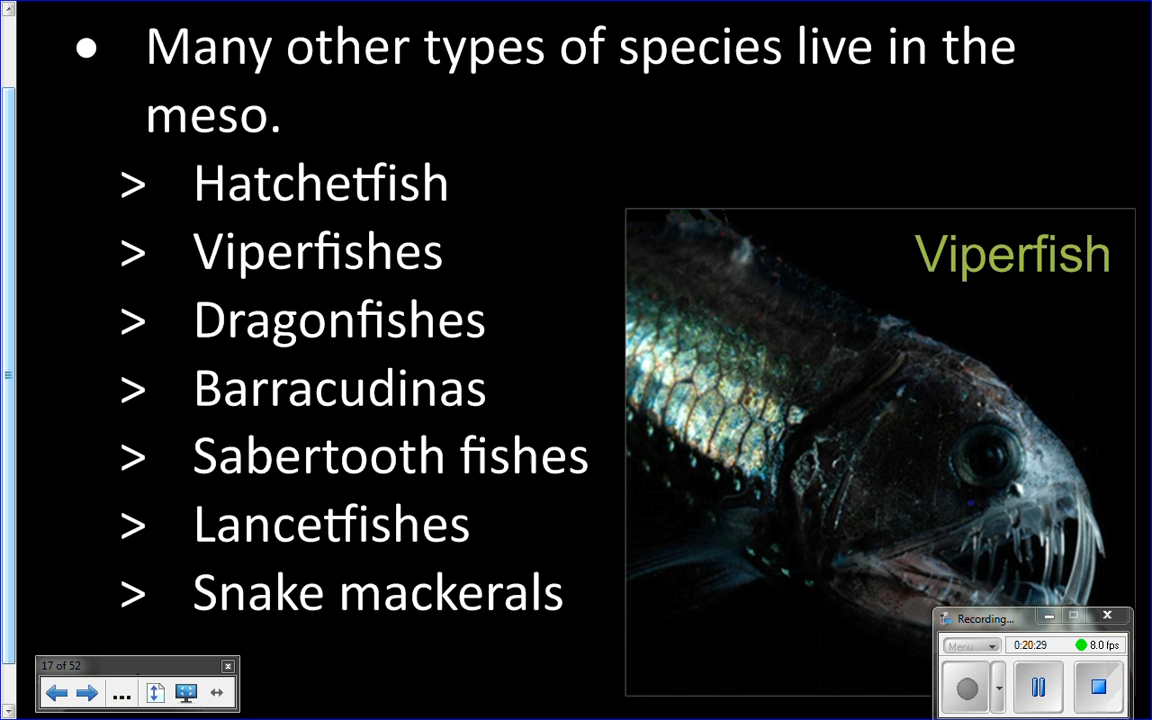 • Many other types of species live in the
meso.
> Hatchetfish
> Viperfishes
> Dragonfishes
> Barracudinas
> Sabertooth fishes
> Lancetfishes
> Snake mackerals
Viperfish
Recording...
Menu
0:20:29
8.0 fps
17 of 52
...